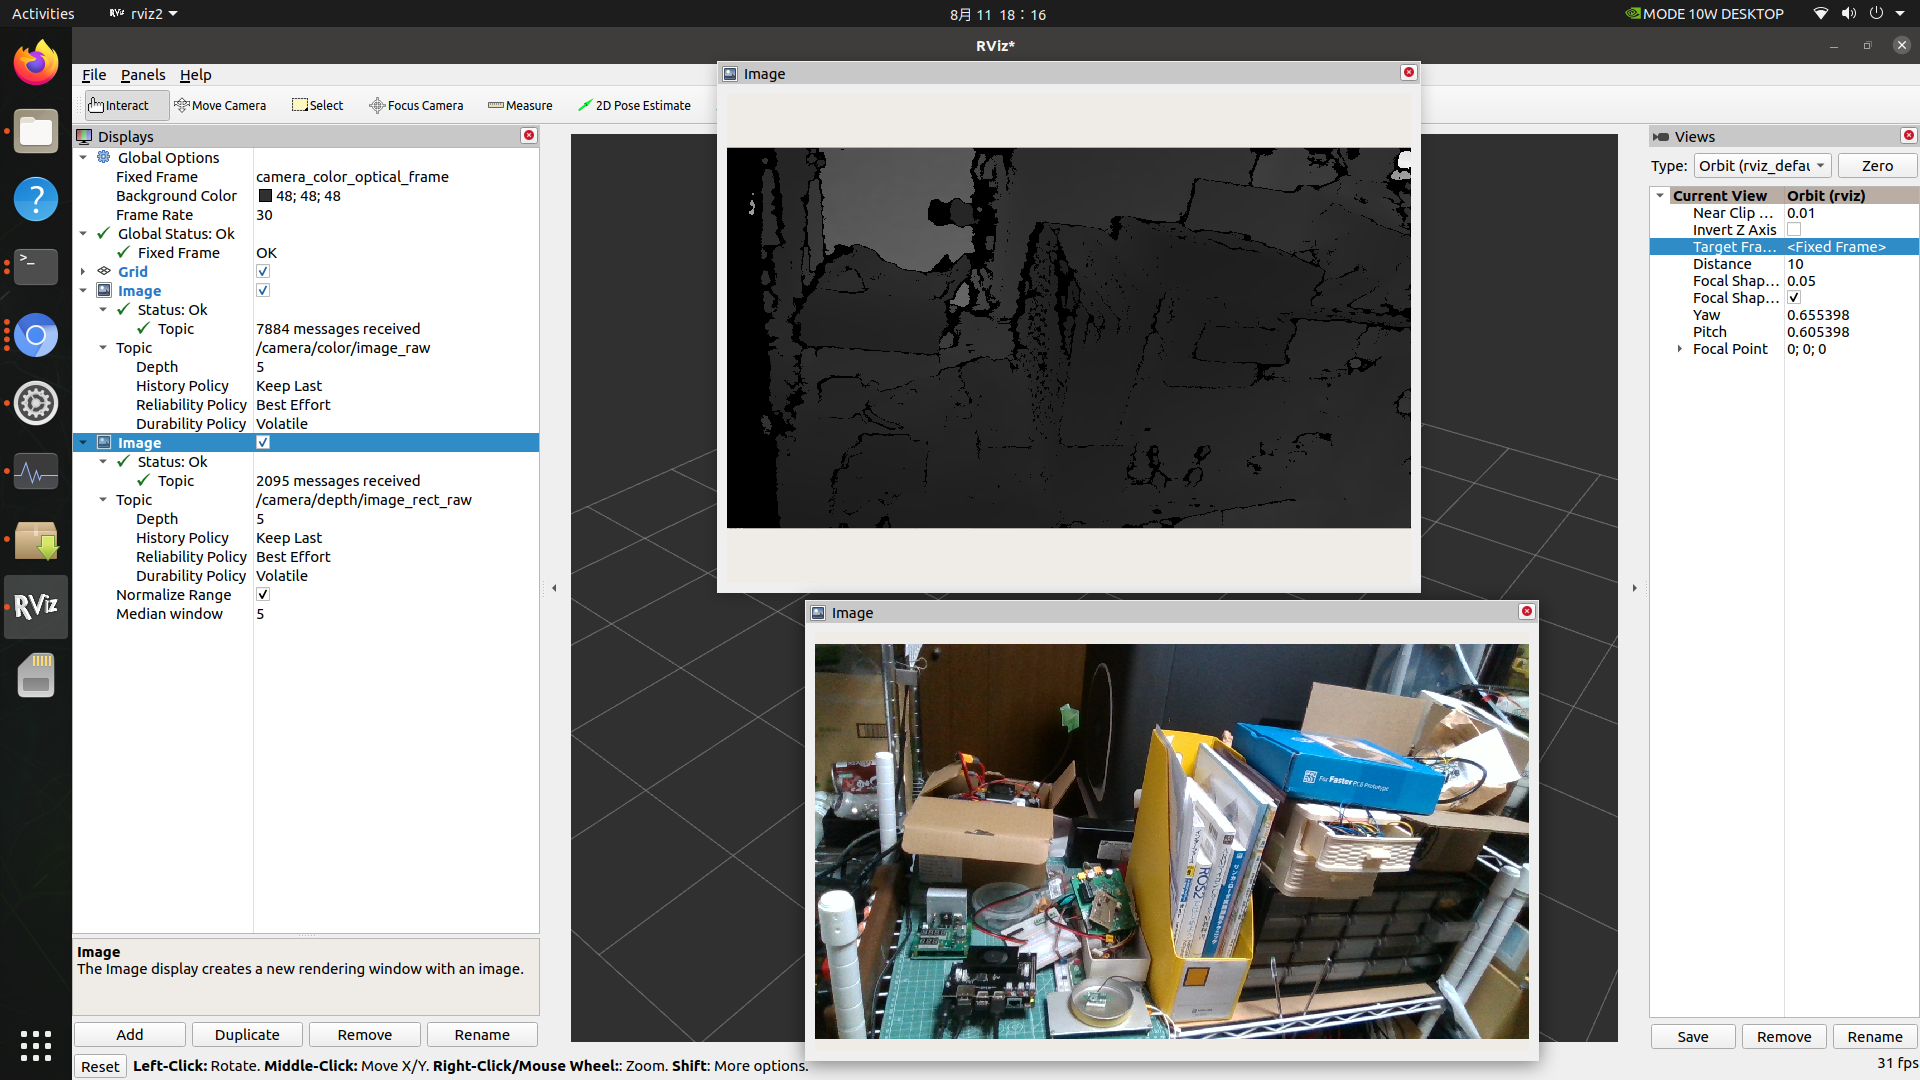 Activities
rviz2
8月 11 18：16
MODE 10W DESKTOP
RViz*
File Panels Help
Interact
Move Camera
Select
Focus Camera
Measure
2D Pose Estimate
Displays
Global Options
Fixed Frame camera_color_optical_frame
Background Color 48; 48; 48
Frame Rate 30
Global Status: Ok
Fixed Frame OK
Grid
Image
Status: Ok
Topic 7884 messages received
Topic /camera/color/image_raw
Depth 5
History Policy Keep Last
Reliability Policy Best Effort
Durability Policy Volatile
Image
Status: Ok
Topic 2095 messages received
Topic /camera/depth/image_rect_raw
Depth 5
History Policy Keep Last
Reliability Policy Best Effort
Durability Policy Volatile
Normalize Range
Median window 5
Image
The Image display creates a new rendering window with an image.
Add Duplicate Remove Rename
Reset Left-Click: Rotate. Middle-Click: Move X/Y. Right-Click/Mouse Wheel:: Zoom. Shift: More options.
RViz
Image
Image
For Faster PCB Prototype
ROS2
Views
Type: Orbit (rviz_defau Zero
Current View Orbit (rviz)
Near Clip ... 0.01
Invert Z Axis
Target Fra... <Fixed Frame>
Distance 10
Focal Shap... 0.05
Focal Shap...
Yaw 0.655398
Pitch 0.605398
Focal Point 0; 0; 0
Save Remove Rename
31 fps